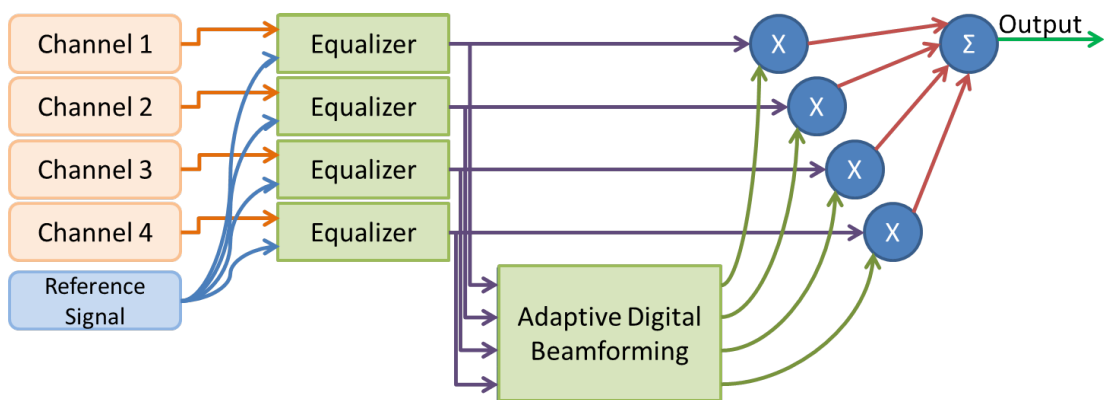 Channel 1
Channel 2
Channel 3
Channel 4
Reference
Signal
Equalizer
Equalizer
Equalizer
Equalizer
Adaptive Digital
Beamforming
X
X
X
X
Σ
Output